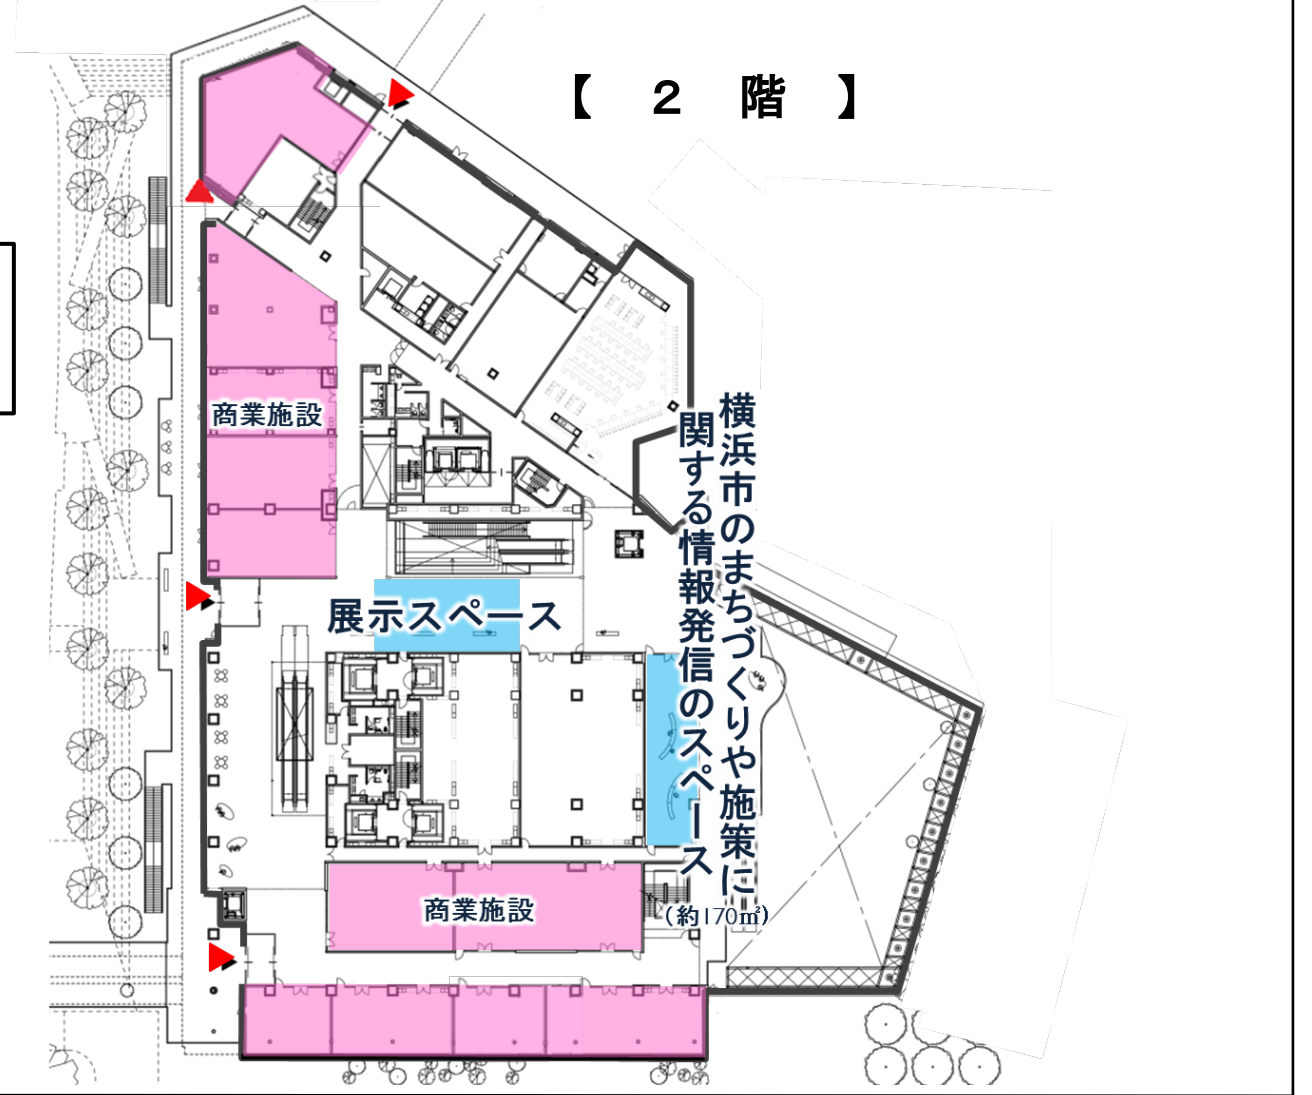 【 ２ 階 】
商業施設
横浜市のまちづくりや施策に
関する情報発信のスペース
（約170㎡）
展示スペース
商業施設